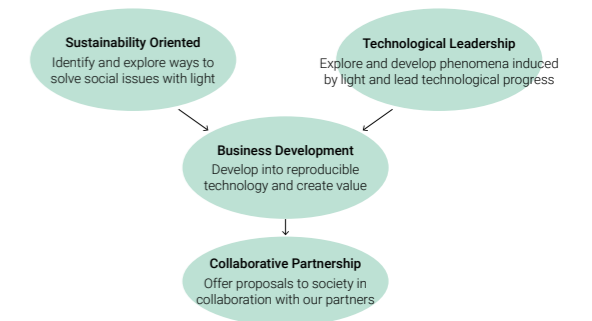 Sustainability Oriented
Identify and explore ways to
solve social issues with light
Technological Leadership
Explore and develop phenomena induced
by light and lead technological progress
Business Development
Develop into reproducible
technology and create value
Collaborative Partnership
Offer proposals to society in
collaboration with our partners